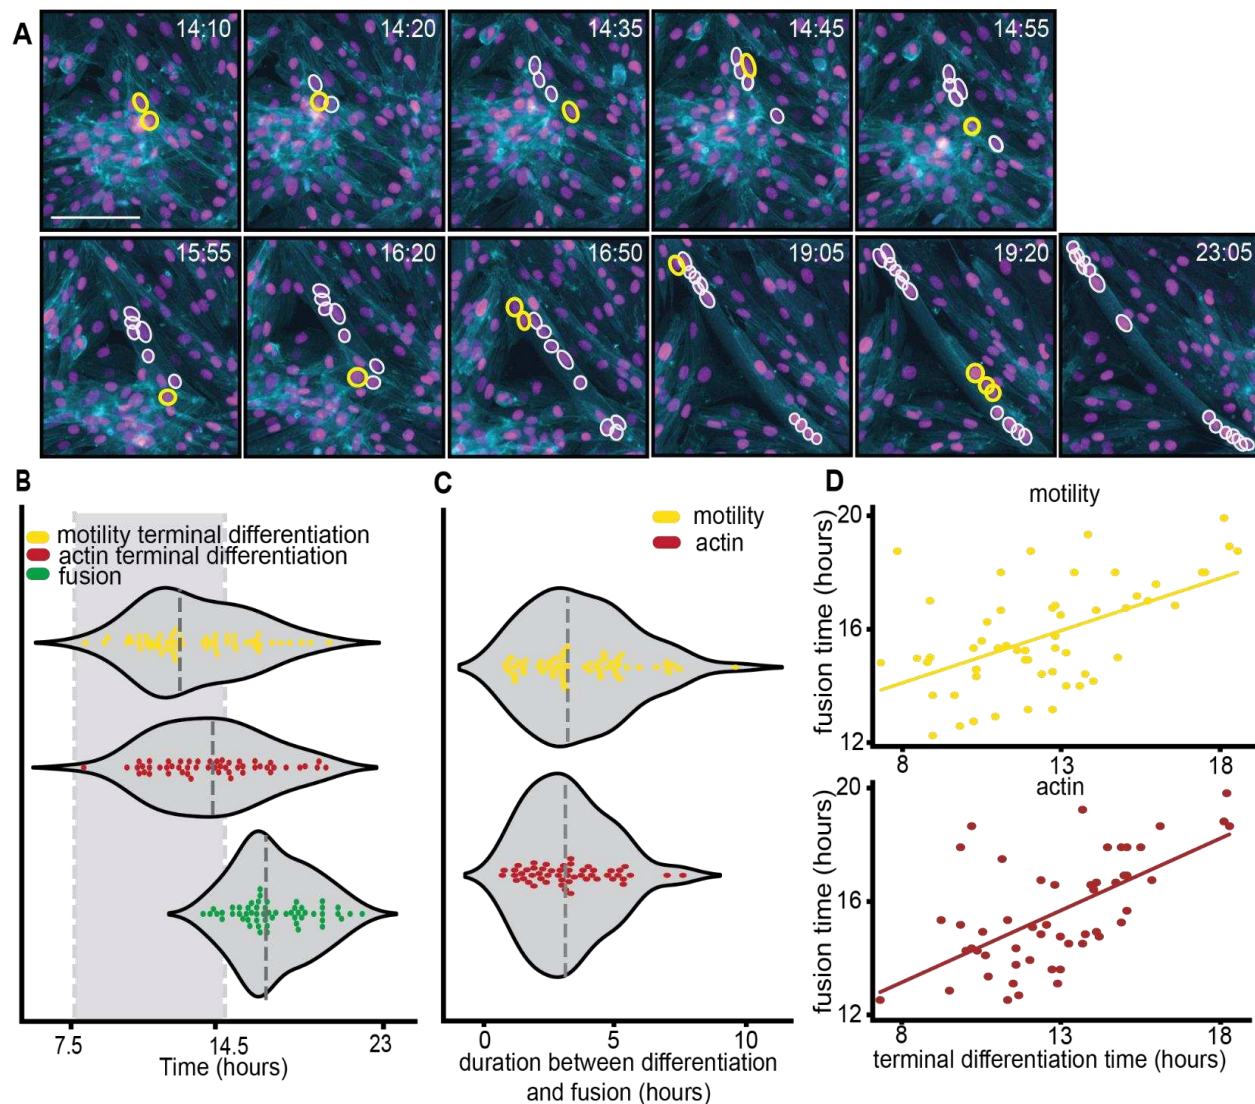 A
14:10
14:20
14:35
14:45
14:55
15:55
16:20
16:50
19:05
19:20
23:05
B
motility terminal differentiation
actin terminal differentiation
fusion
7.5
14.5
23
Time (hours)
C
motility
actin
0
5
10
duration between differentiation
and fusion (hours)
D
motility
fusion time (hours)
20
16
12
8
13
18
actin
fusion time (hours)
20
16
12
8
13
18
terminal differentiation time (hours)